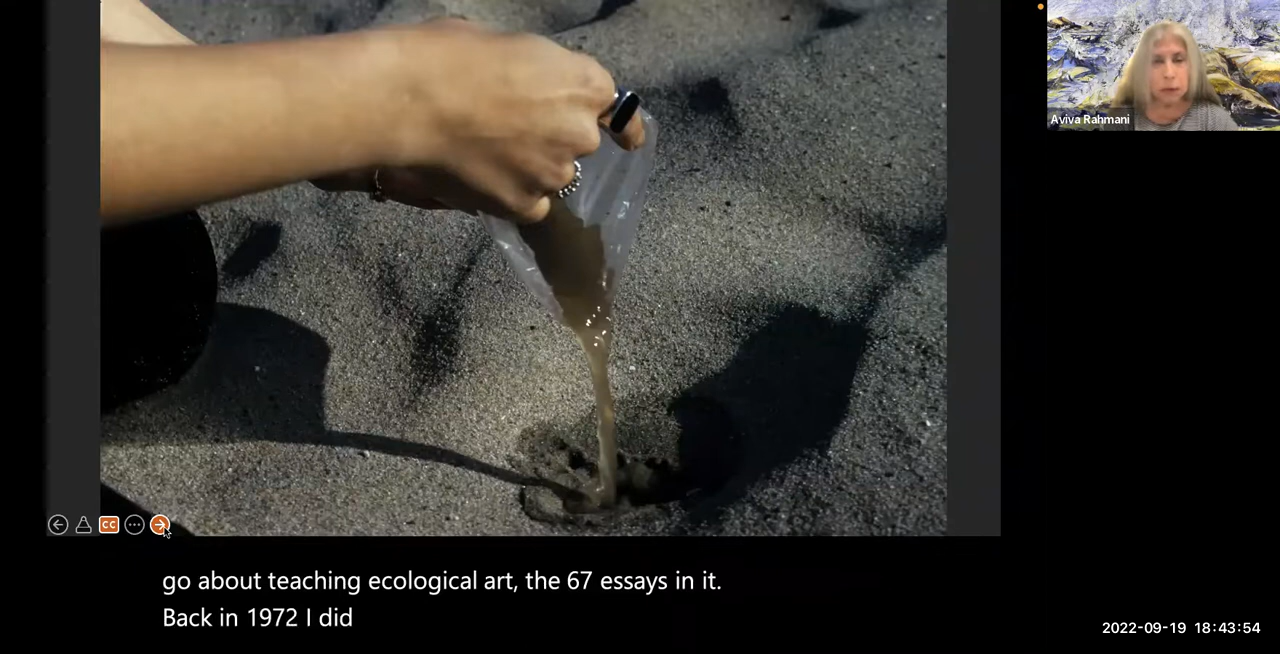 Aviva Rahmani
CC
go about teaching ecological art, the 67 essays in it.
Back in 1972 I did
2022-09-19 18:43:54